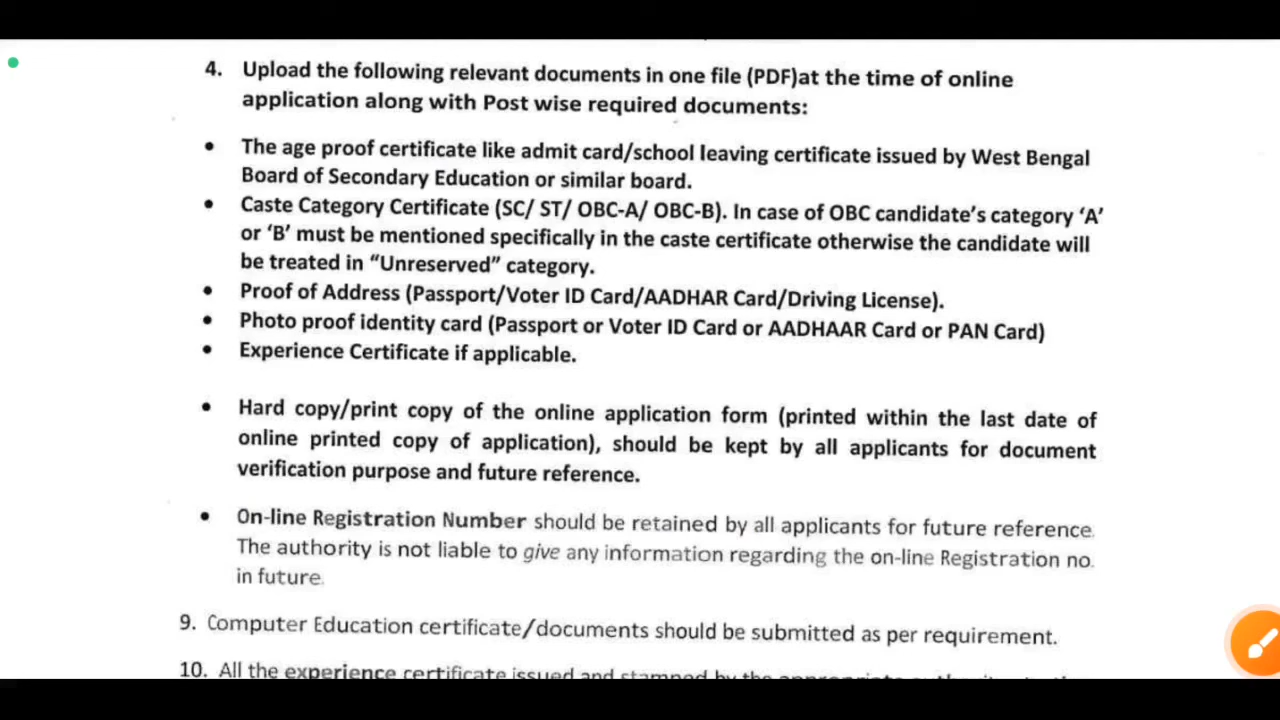 4. Upload the following relevant documents in one file (PDF)at the time of online
application along with Post wise required documents:
• The age proof certificate like admit card/school leaving certificate issued by West Bengal
Board of Secondary Education or similar board.
• Caste Category Certificate (SC/ ST/ OBC-A/ OBC-B). In case of OBC candidate's category ‘A’
or ‘B’ must be mentioned specifically in the caste certificate otherwise the candidate will
be treated in “Unreserved” category.
• Proof of Address (Passport/Voter ID Card/AADHAR Card/Driving License).
• Photo proof identity card (Passport or Voter ID Card or AADHAAR Card or PAN Card)
• Experience Certificate if applicable.
• Hard copy/print copy of the online application form (printed within the last date of
online printed copy of application), should be kept by all applicants for document
verification purpose and future reference.
• On-line Registration Number should be retained by all applicants for future reference.
The authority is not liable to give any information regarding the on-line Registration no.
in future.
9. Computer Education certificate/documents should be submitted as per requirement.
10. All the experience certificate issued and stamped by the appropriate authority